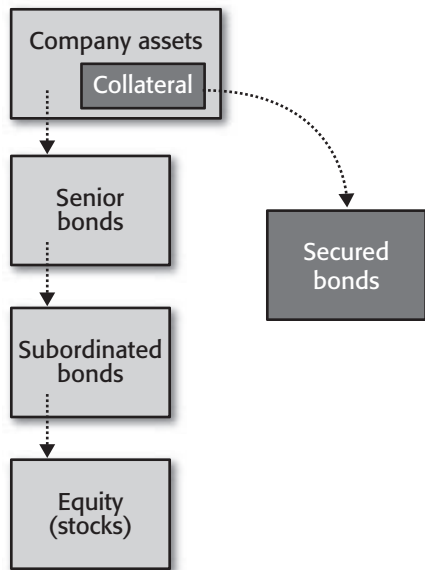 Company assets
Collateral
Senior
bonds
Secured
bonds
Subordinated
bonds
Equity
(stocks)